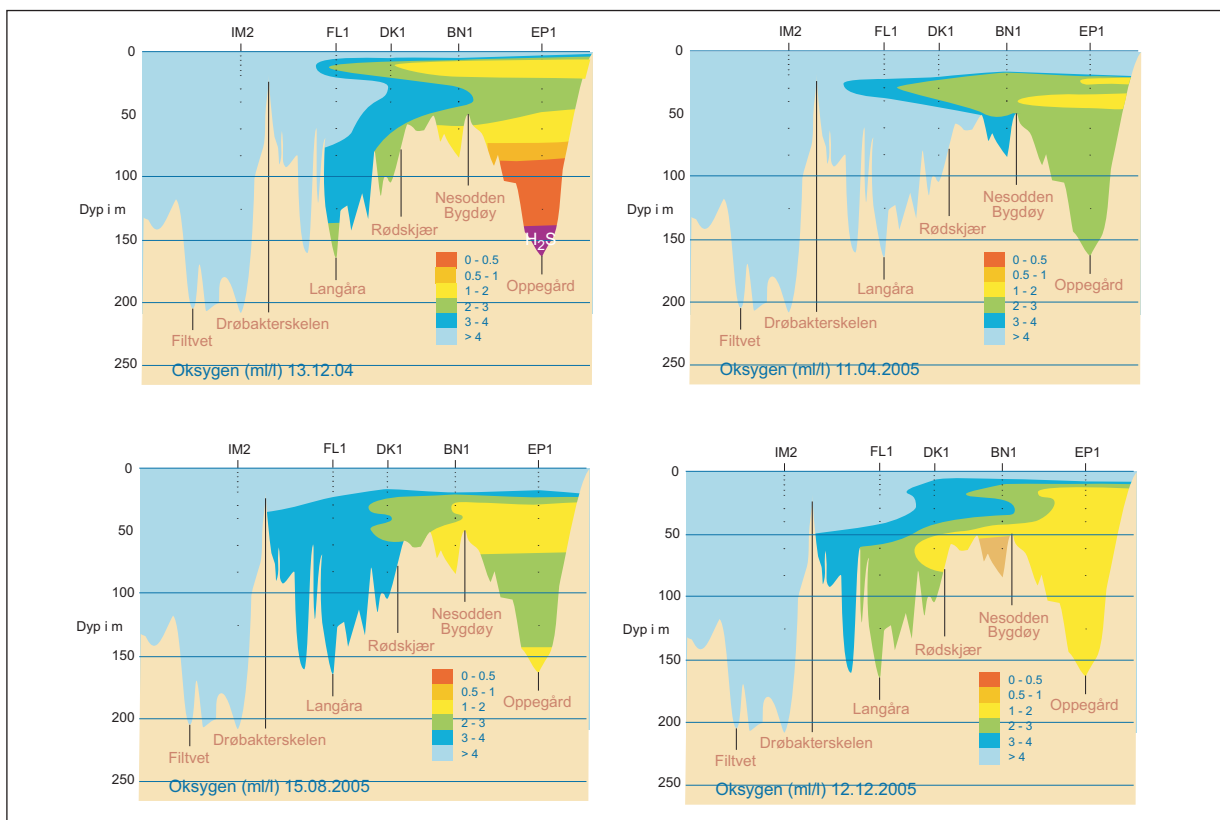 IM2 FL1 DK1 BN1 EP1
0
50
100
Dyp i m
150
200
250
Nesodden
Bygdøy
Rødskjær
H2S
Langåra
Oppegård
Drøbakterskelen
Filtvet
0 - 0.5
0.5 - 1
1 - 2
2 - 3
3 - 4
> 4
Oksygen (ml/l) 13.12.04
IM2 FL1 DK1 BN1 EP1
0
50
100
Dyp i m
150
200
250
Nesodden
Bygdøy
Rødskjær
Langåra
Oppegård
Drøbakterskelen
Filtvet
0 - 0.5
0.5 - 1
1 - 2
2 - 3
3 - 4
> 4
Oksygen (ml/l) 11.04.2005
IM2 FL1 DK1 BN1 EP1
0
50
100
Dyp i m
150
200
250
Nesodden
Bygdøy
Rødskjær
Langåra
Oppegård
Drøbakterskelen
Filtvet
0 - 0.5
0.5 - 1
1 - 2
2 - 3
3 - 4
> 4
Oksygen (ml/l) 15.08.2005
IM2 FL1 DK1 BN1 EP1
0
50
100
Dyp i m
150
200
250
Nesodden
Bygdøy
Rødskjær
Langåra
Oppegård
Drøbakterskelen
Filtvet
0 - 0.5
0.5 - 1
1 - 2
2 - 3
3 - 4
> 4
Oksygen (ml/l) 12.12.2005